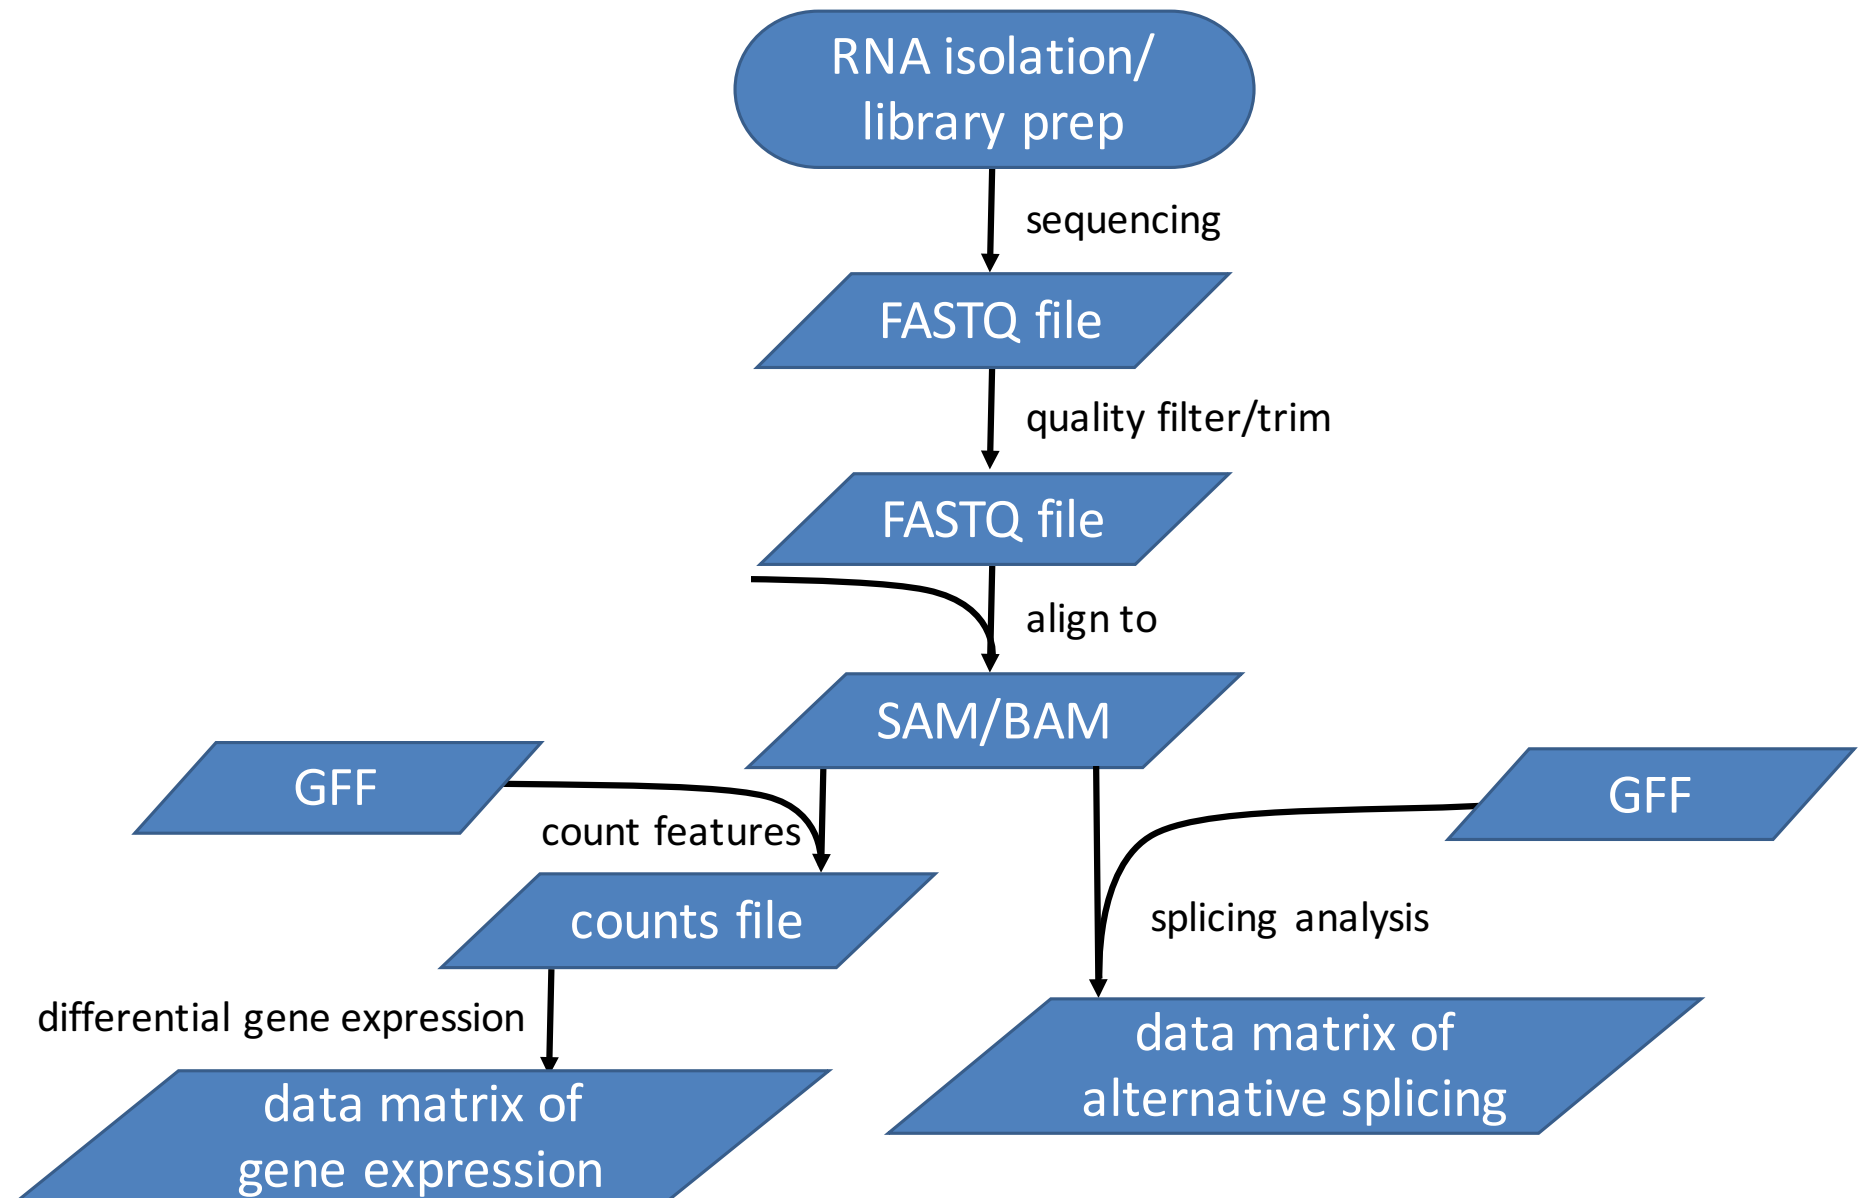 RNA isolation/
library prep
sequencing
FASTQ file
quality filter/trim
FASTQ file
align to
SAM/BAM
GFF
GFF
count features
counts file
splicing analysis
differential gene expression
data matrix of
alternative splicing
data matrix of
gene expression